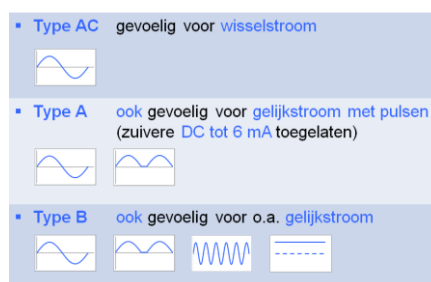 ▪ Type AC gevoelig voor wisselstroom
▪ Type A ook gevoelig voor gelijkstroom met pulsen
(zuivere DC tot 6 mA toegelaten)
▪ Type B ook gevoelig voor o.a. gelijkstroom